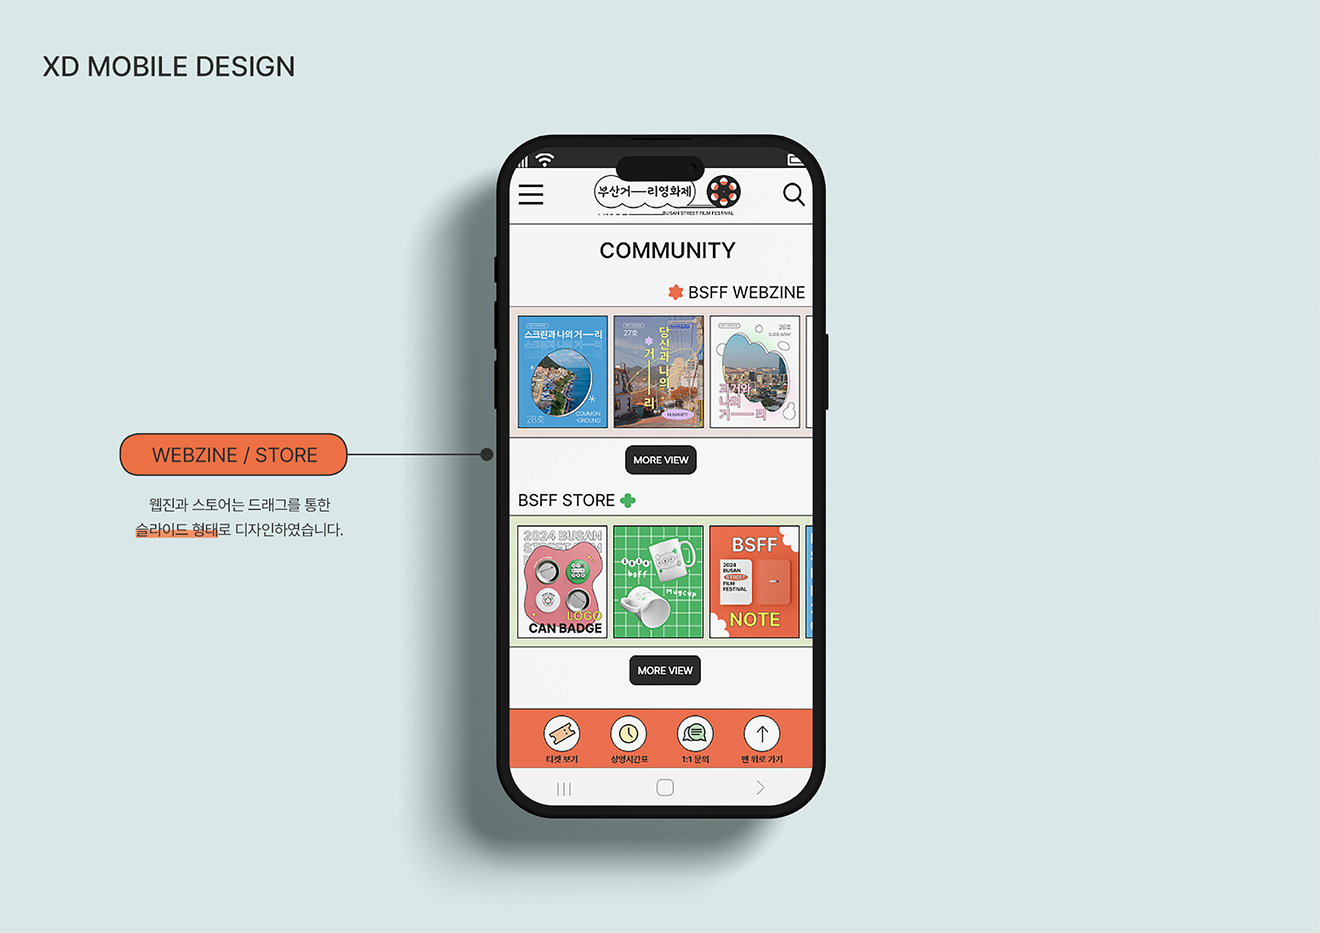 XD MOBILE DESIGN
부산거리영화제
BUSAN STREET FILM FESTIVAL
COMMUNITY
BSFF WEBZINE
스크린과 나의 거리
28호
COMMON
GROUND
27호
당신과 나의
거리
HUMANITY
26호
과거와
나의
거리
MORE VIEW
WEBZINE / STORE
웹진과 스토어는 드래그를 통한
슬라이드 형태로 디자인하였습니다.
BSFF STORE
2024 BUSAN
LOGO
CAN BADGE
2024
bsff
Mugcup
BSFF
2024
BUSAN
STREET
FILM
FESTIVAL
NOTE
MORE VIEW
티켓 보기
상영시간표
1:1 문의
맨 위로 가기